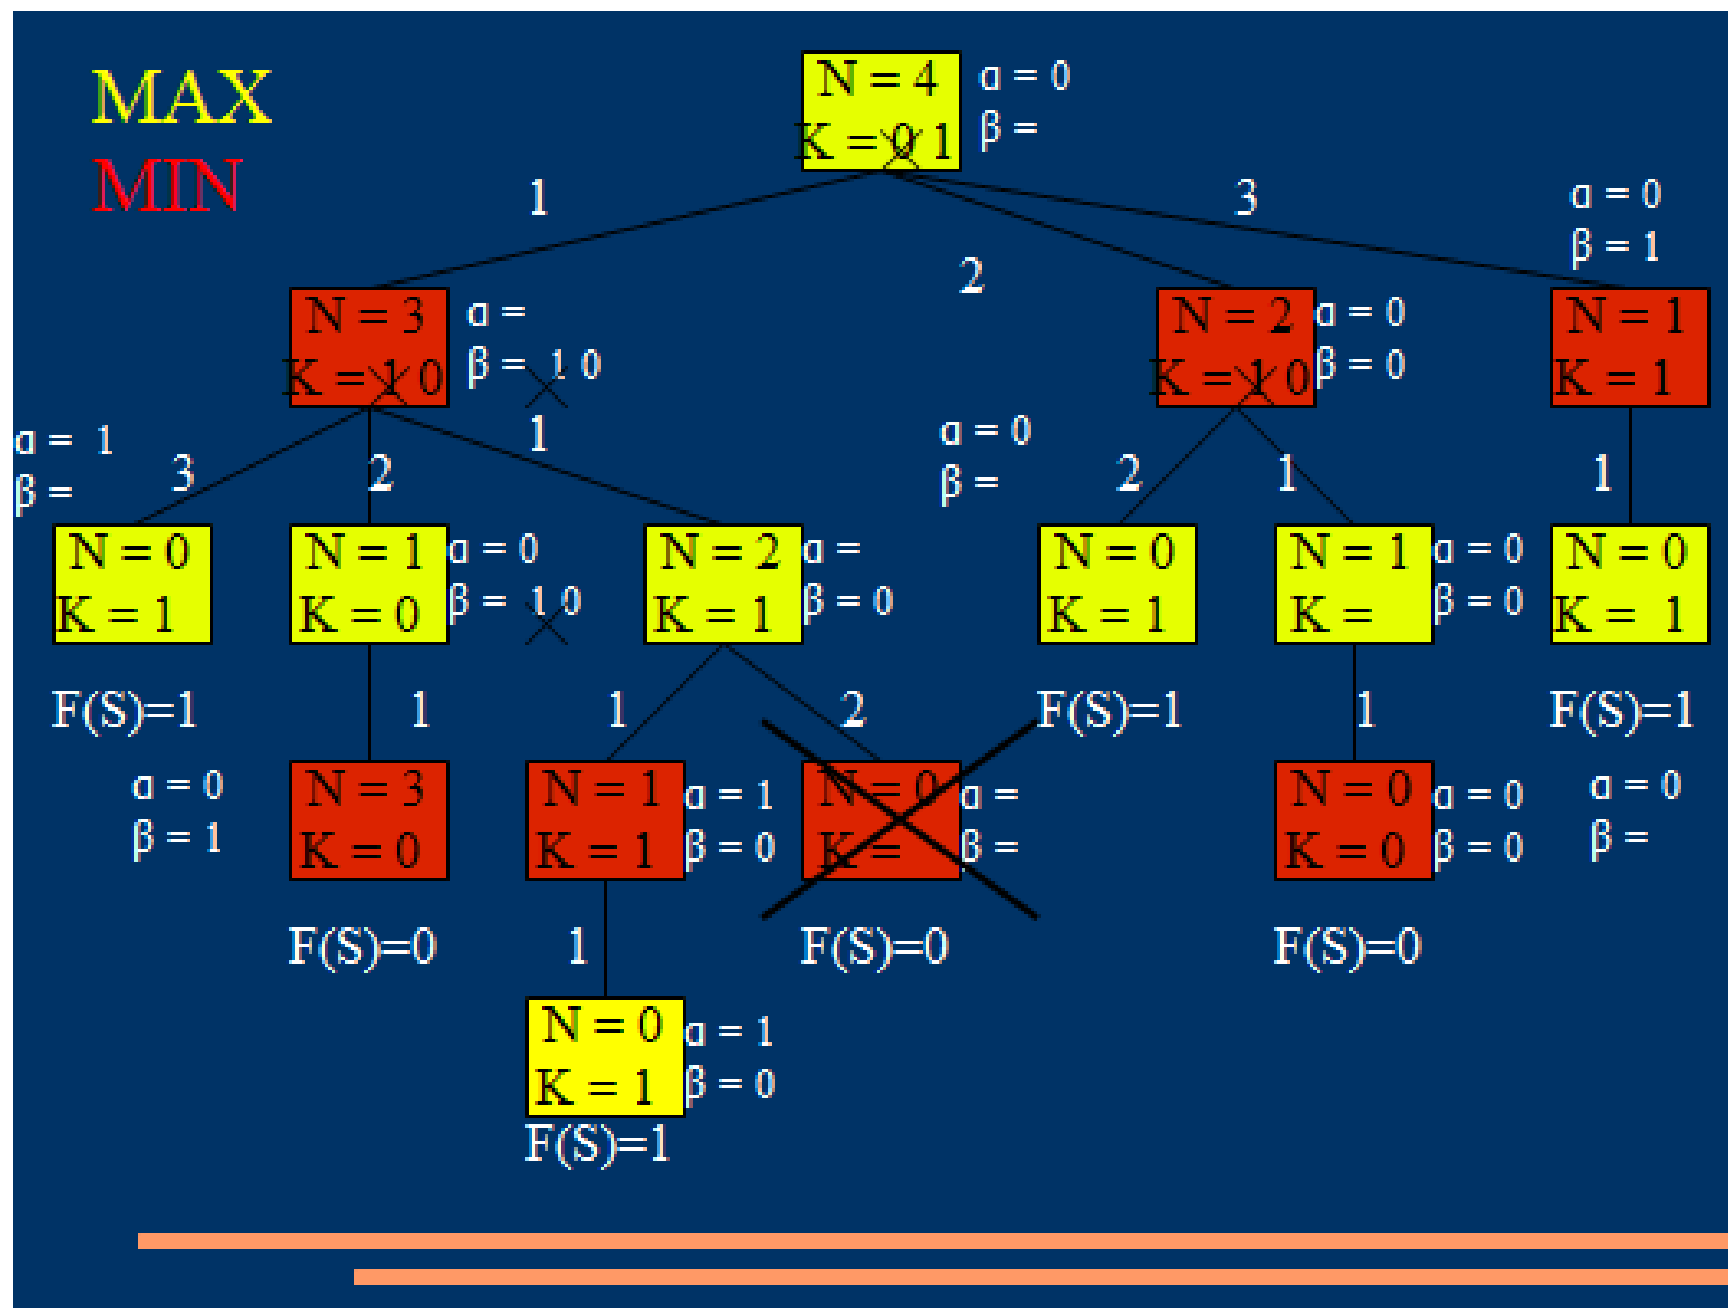 MAX
MIN
N = 4
K = 0 1
α = 0
β =
1
2
3
α = 0
β = 1
N = 3
K = 1 0
α =
β = 1 0
N = 2
K = 1 0
α = 0
β = 0
N = 1
K = 1
α = 1
β =
3
2
1
α = 0
β =
2
1
1
N = 0
K = 1
N = 1
K = 0
α = 0
β = 1 0
N = 2
K = 1
α =
β = 0
N = 0
K = 1
N = 1
K =
α = 0
β = 0
N = 0
K = 1
F(S)=1
1
1
2
F(S)=1
1
F(S)=1
α = 0
β = 1
N = 3
K = 0
N = 1
K = 1
α = 1
β = 0
N = 0
K =
α =
β =
N = 0
K = 0
α = 0
β = 0
α = 0
β =
F(S)=0
1
F(S)=0
F(S)=0
N = 0
K = 1
α = 1
β = 0
F(S)=1